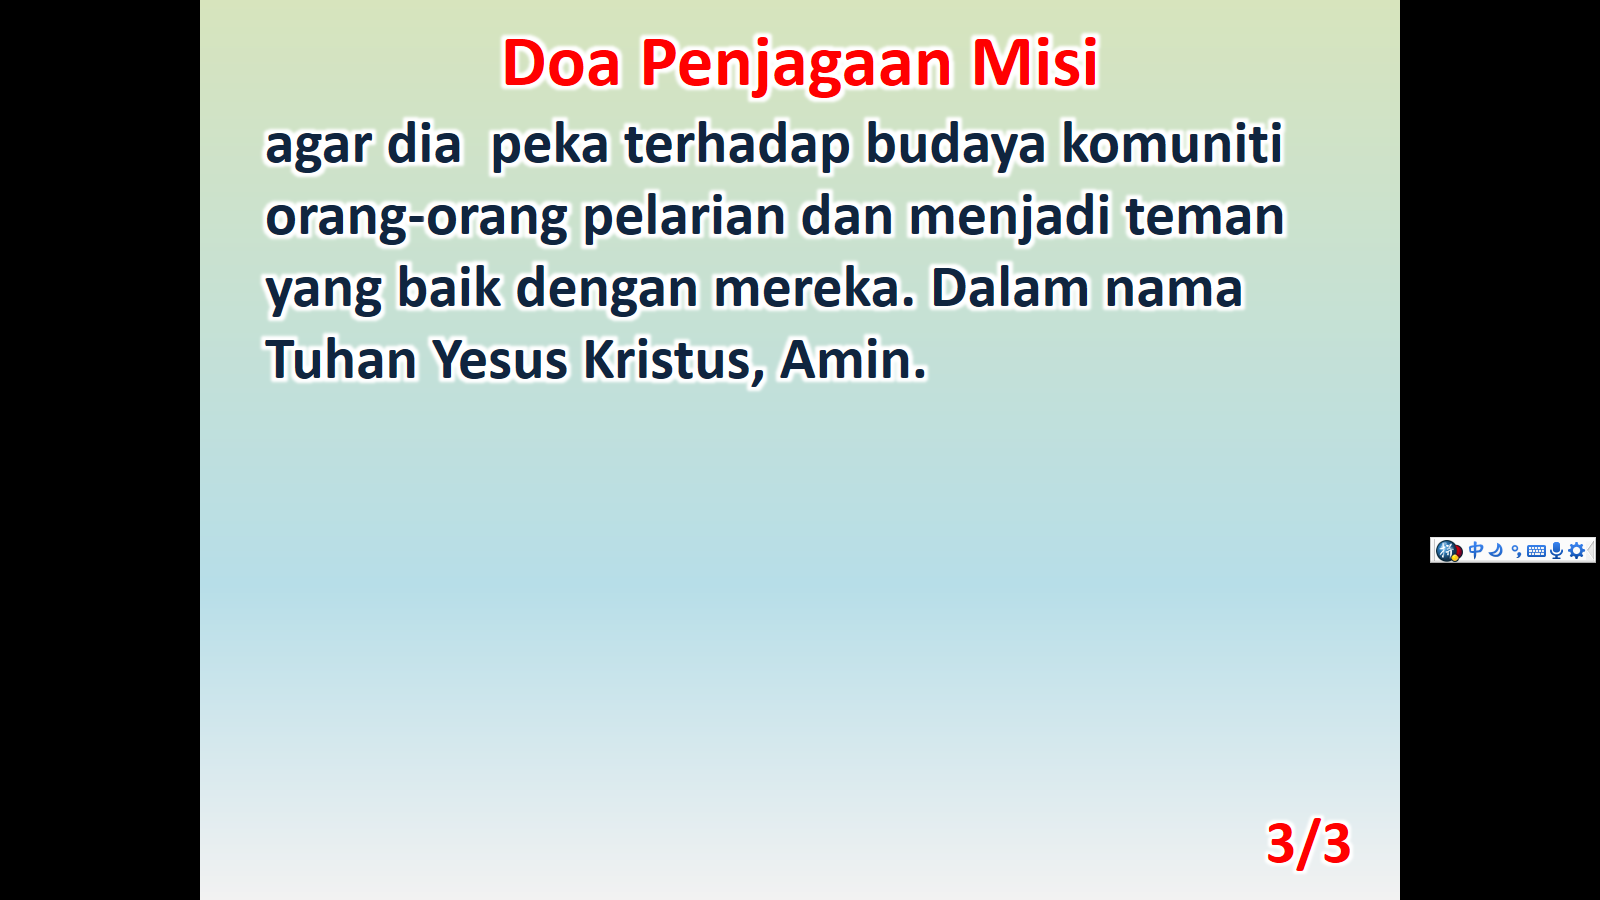 Doa Penjagaan Misi
agar dia  peka terhadap budaya komuniti
orang-orang pelarian dan menjadi teman
yang baik dengan mereka. Dalam nama
Tuhan Yesus Kristus, Amin.
中
3/3